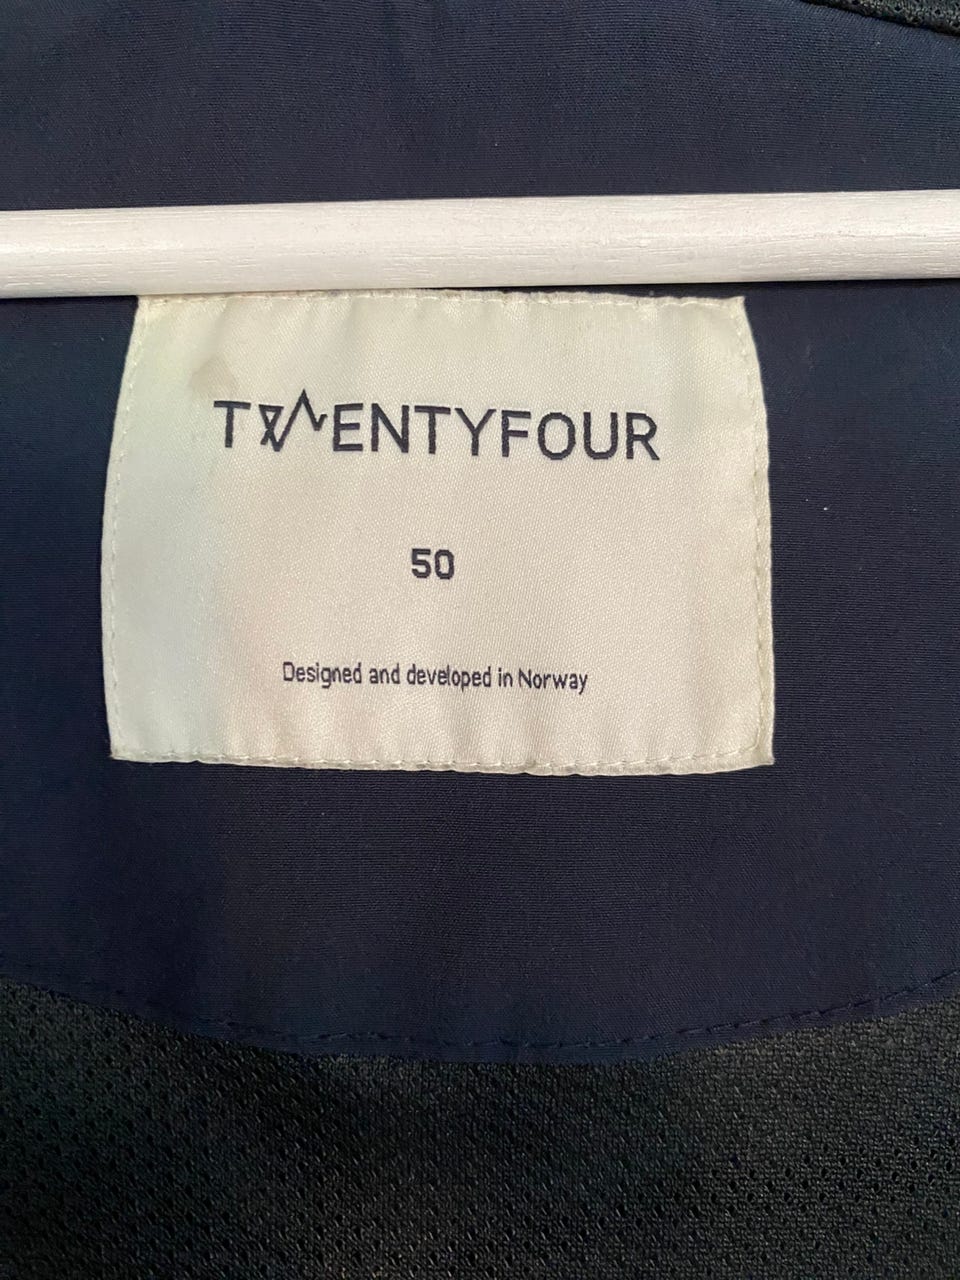 TWENTYFOUR
50
Designed and developed in Norway